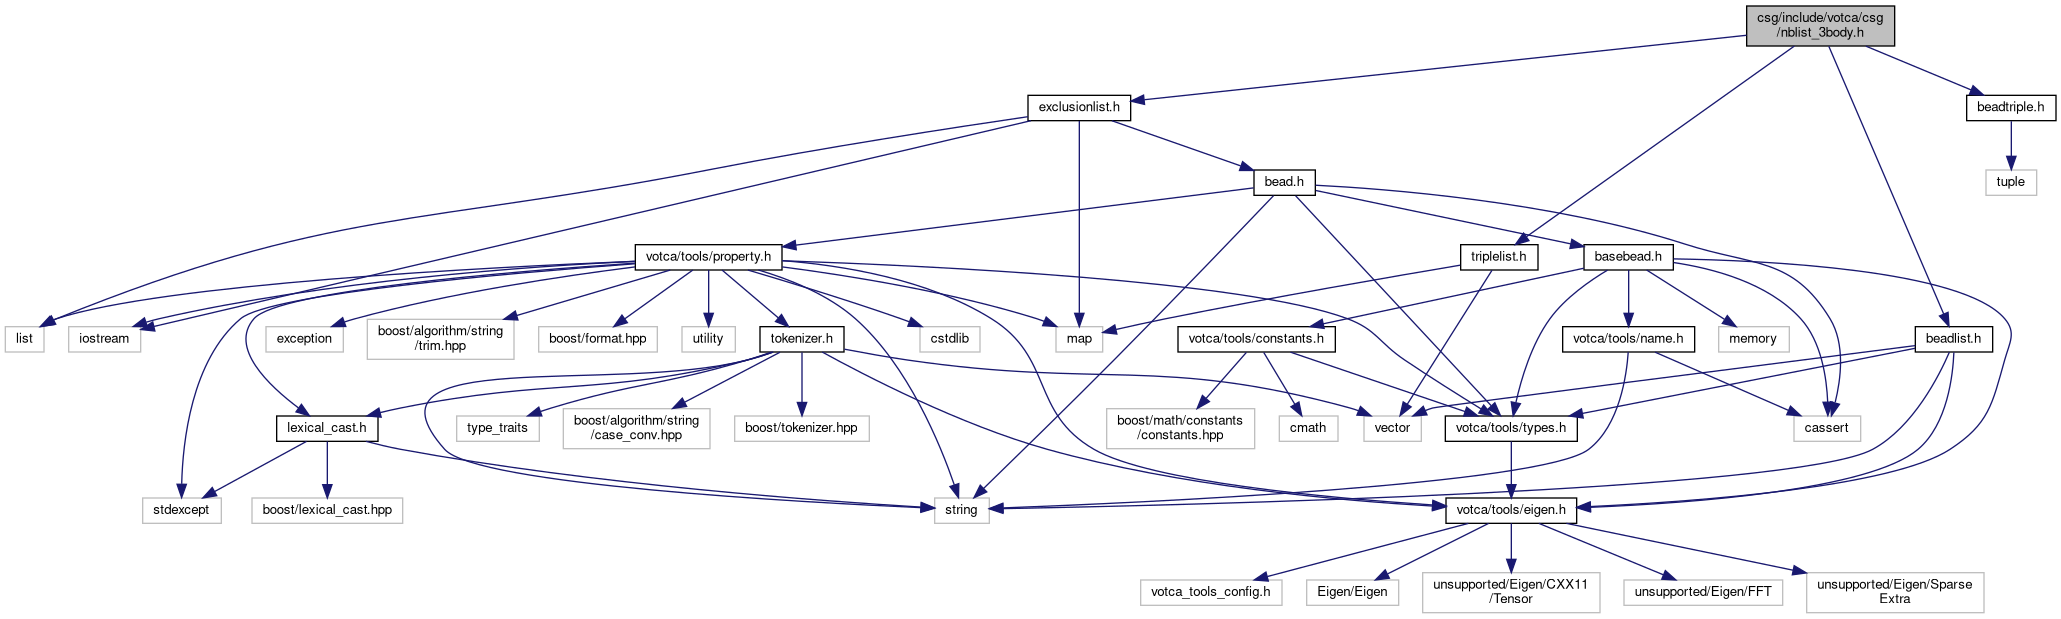 csg/include/votca/csg
/nblist_3body.h
exclusionlist.h
beadtriple.h
bead.h
tuple
votca/tools/property.h
triplelist.h
basebead.h
list
iostream
exception
boost/algorithm/string
/trim.hpp
boost/format.hpp
utility
tokenizer.h
cstdlib
map
votca/tools/constants.h
votca/tools/name.h
memory
beadlist.h
lexical_cast.h
type_traits
boost/algorithm/string
/case_conv.hpp
boost/tokenizer.hpp
boost/math/constants
/constants.hpp
cmath
vector
votca/tools/types.h
cassert
stdexcept
boost/lexical_cast.hpp
string
votca/tools/eigen.h
votca_tools_config.h
Eigen/Eigen
unsupported/Eigen/CXX11
/Tensor
unsupported/Eigen/FFT
unsupported/Eigen/Sparse
Extra